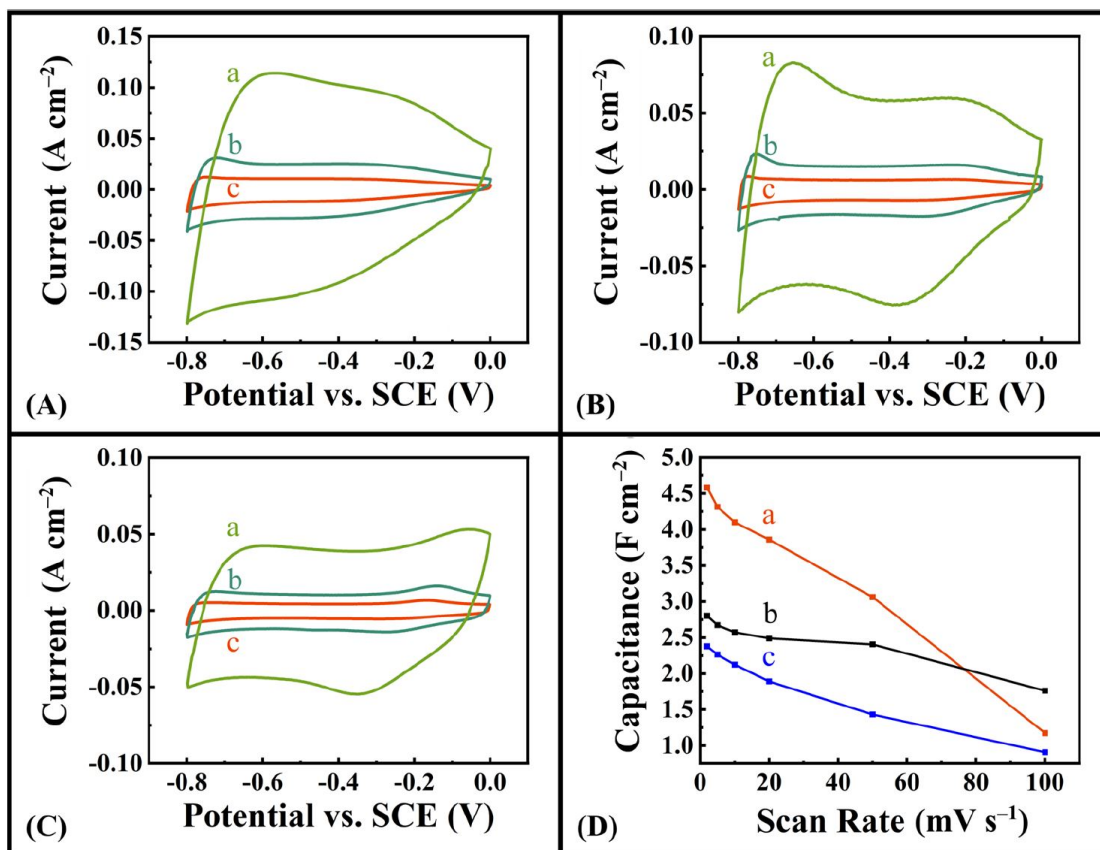 0.15
0.10
0.05
0.00
-0.05
-0.10
-0.15
Current (A cm⁻²)
a
b
c
-0.8 -0.6 -0.4 -0.2 0.0
(A) Potential vs. SCE (V)
0.10
0.05
0.00
-0.05
-0.10
Current (A cm⁻²)
a
b
c
-0.8 -0.6 -0.4 -0.2 0.0
(B) Potential vs. SCE (V)
0.10
0.05
0.00
-0.05
-0.10
Current (A cm⁻²)
a
b
c
-0.8 -0.6 -0.4 -0.2 0.0
(C) Potential vs. SCE (V)
5.0
4.5
4.0
3.5
3.0
2.5
2.0
1.5
1.0
Capacitance (F cm⁻²)
a
b
c
0 20 40 60 80 100
(D) Scan Rate (mV s⁻¹)